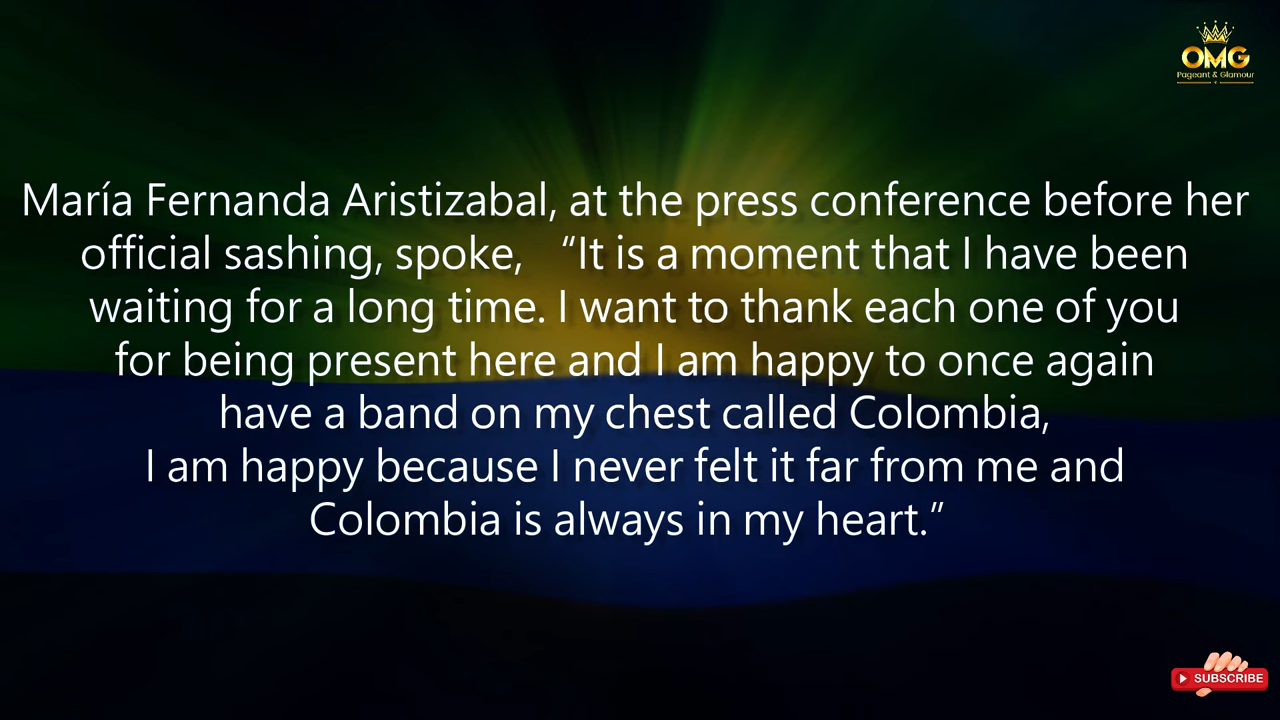 OMG
Pageant & Glamour
María Fernanda Aristizabal, at the press conference before her
official sashing, spoke, “It is a moment that I have been
waiting for a long time. I want to thank each one of you
for being present here and I am happy to once again
have a band on my chest called Colombia,
I am happy because I never felt it far from me and
Colombia is always in my heart.”
SUBSCRIBE